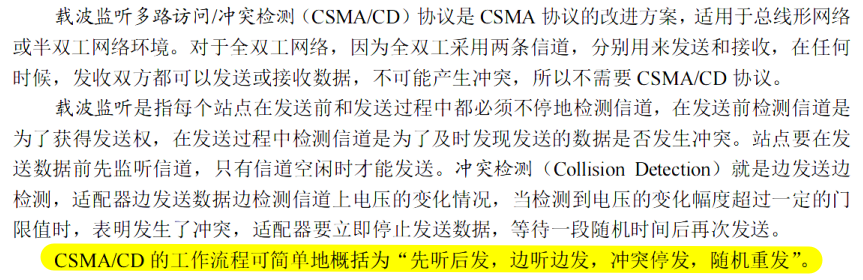 载波监听多路访问/冲突检测（CSMA/CD）协议是 CSMA 协议的改进方案，适用于总线形网络
或半双工网络环境。对于全双工网络，因为全双工采用两条信道，分别用来发送和接收，在任何
时候，发收双方都可以发送或接收数据，不可能产生冲突，所以不需要 CSMA/CD 协议。
载波监听是指每个站点在发送前和发送过程中都必须不停地检测信道，在发送前检测信道是
为了获得发送权，在发送过程中检测信道是为了及时发现发送的数据是否发生冲突。站点要在发
送数据前先监听信道，只有信道空闲时才能发送。冲突检测（Collision Detection）就是边发送边
检测，适配器边发送数据边检测信道上电压的变化情况，当检测到电压的变化幅度超过一定的门
限值时，表明发生了冲突，适配器要立即停止发送数据，等待一段随机时间后再次发送。
CSMA/CD 的工作流程可简单地概括为“先听后发，边听边发，冲突停发，随机重发”。